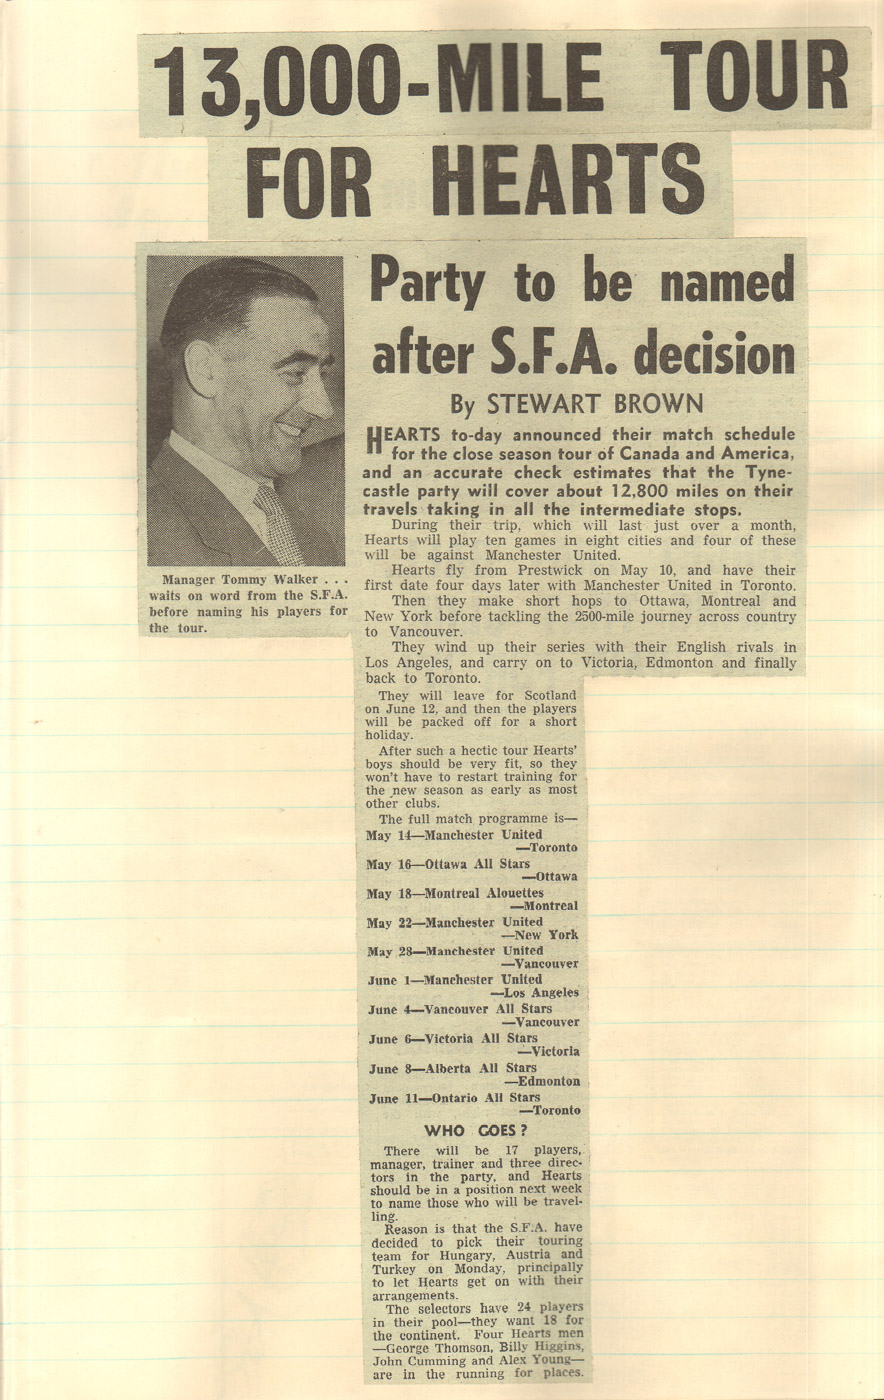 13,000-MILE TOUR
FOR HEARTS
Party to be named
after S.F.A. decision
By STEWART BROWN
Manager Tommy Walker . . .
waits on word from the S.F.A.
before naming his players for
the tour.
HEARTS to-day announced their match schedule
for the close season tour of Canada and America,
and an accurate check estimates that the Tyne-
castle party will cover about 12,800 miles on their
travels taking in all the intermediate stops.
During their trip, which will last just over a month,
Hearts will play ten games in eight cities and four of these
will be against Manchester United.
Hearts fly from Prestwick on May 10, and have their
first date four days later with Manchester United in Toronto.
Then they make short hops to Ottawa, Montreal and
New York before tackling the 2500-mile journey across country
to Vancouver.
They wind up their series with their English rivals in
Los Angeles, and carry on to Victoria, Edmonton and finally
back to Toronto.
They will leave for Scotland
on June 12, and then the players
will be packed off for a short
holiday.
After such a hectic tour Hearts'
boys should be very fit, so they
won't have to restart training for
the new season as early as most
other clubs.
The full match programme is—
May 14—Manchester United
—Toronto
May 16—Ottawa All Stars
—Ottawa
May 18—Montreal Alouettes
—Montreal
May 22—Manchester United
—New York
May 28—Manchester United
—Vancouver
June 1—Manchester United
—Los Angeles
June 4—Vancouver All Stars
—Vancouver
June 6—Victoria All Stars
—Victoria
June 8—Alberta All Stars
—Edmonton
June 11—Ontario All Stars
—Toronto
WHO GOES?
There will be 17 players,
manager, trainer and three direc-
tors in the party, and Hearts
should be in a position next week
to name those who will be travel-
ling.
Reason is that the S.F.A. have
decided to pick their touring
team for Hungary, Austria and
Turkey on Monday, principally
to let Hearts get on with their
arrangements.
The selectors have 24 players
in their pool—they want 18 for
the continent. Four Hearts men
—George Thomson, Billy Higgins,
John Cumming and Alex Young—
are in the running for places.